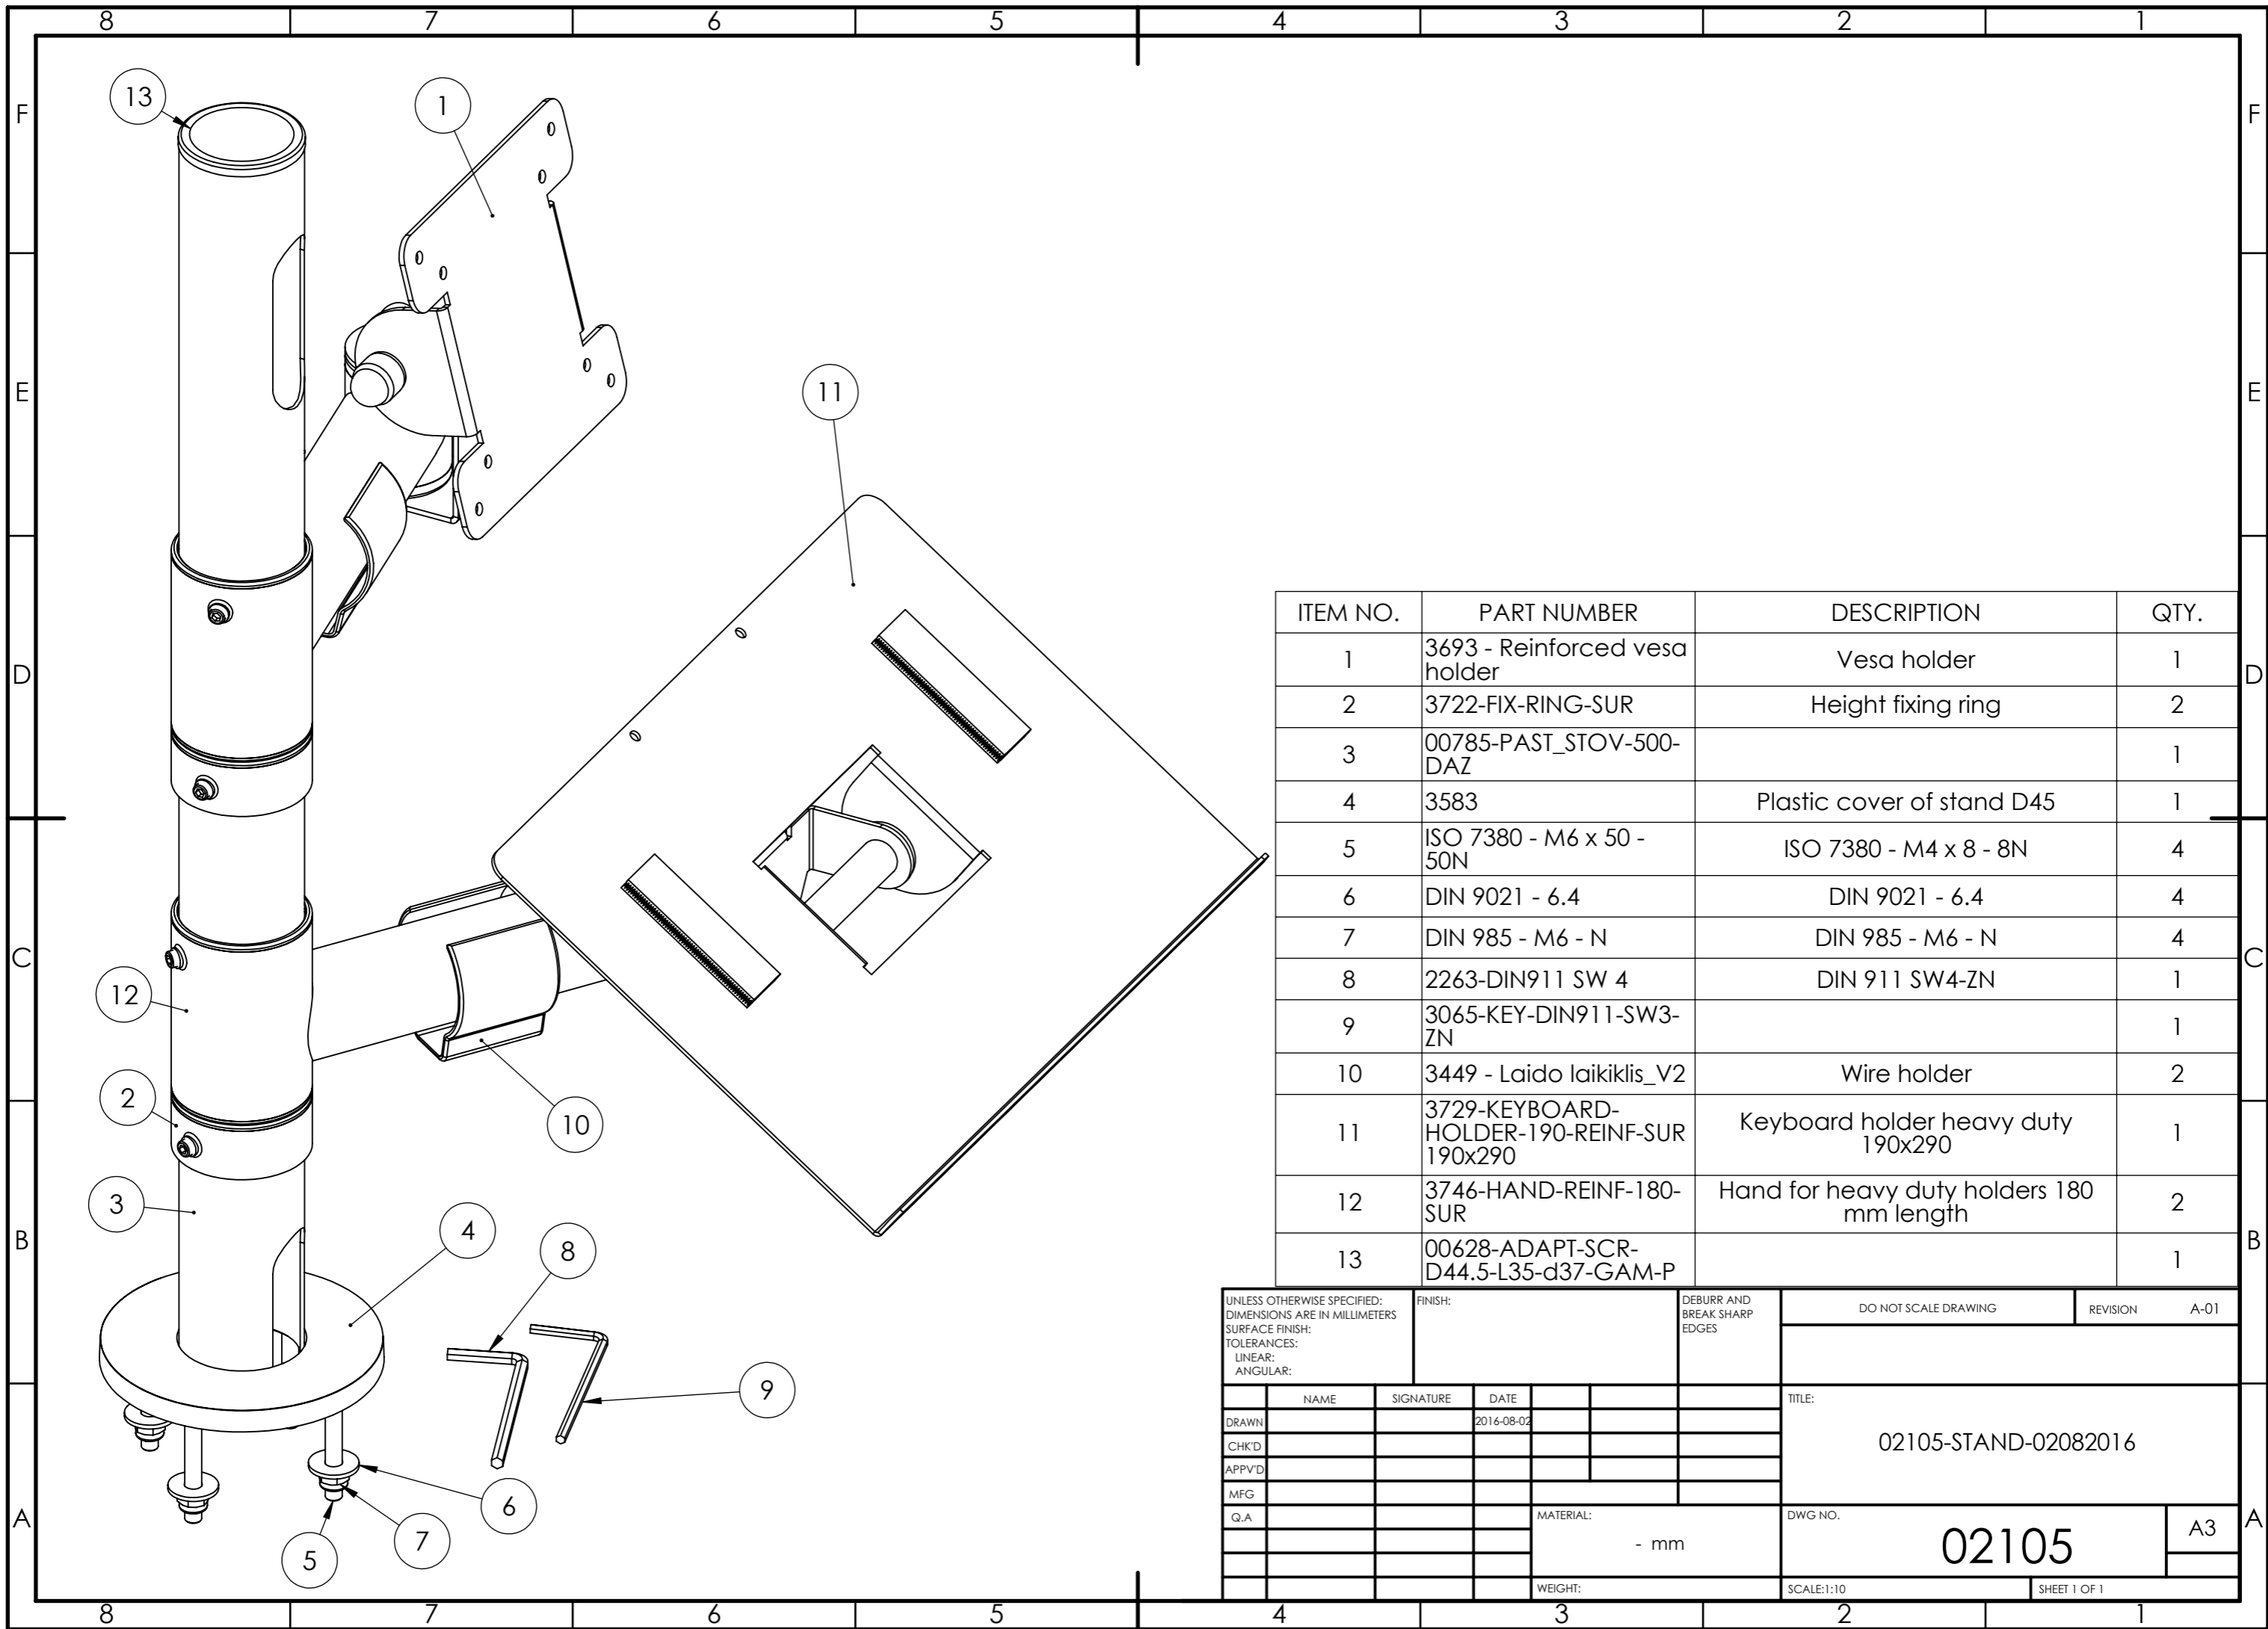 8 7 6 5 4 3 2 1
F F
E E
D D
C C
B B
A A
13
1
11
12
2
10
3
4
8
9
6
7
5
ITEM NO. PART NUMBER DESCRIPTION QTY.
1 3693 - Reinforced vesa Vesa holder 1
holder
2 3722-FIX-RING-SUR Height fixing ring 2
3 00785-PAST_STOV-500- 1
DAZ
4 3583 Plastic cover of stand D45 1
5 ISO 7380 - M6 x 50 - ISO 7380 - M4 x 8 - 8N 4
50N
6 DIN 9021 - 6.4 DIN 9021 - 6.4 4
7 DIN 985 - M6 - N DIN 985 - M6 - N 4
8 2263-DIN911 SW 4 DIN 911 SW4-ZN 1
9 3065-KEY-DIN911-SW3- 1
ZN
10 3449 - Laido laikiklis_V2 Wire holder 2
11 3729-KEYBOARD- Keyboard holder heavy duty 1
HOLDER-190-REINF-SUR 190x290
190x290
12 3746-HAND-REINF-180- Hand for heavy duty holders 180 2
SUR mm length
13 00628-ADAPT-SCR- 1
D44.5-L35-d37-GAM-P
UNLESS OTHERWISE SPECIFIED:
DIMENSIONS ARE IN MILLIMETERS
SURFACE FINISH:
TOLERANCES:
LINEAR:
ANGULAR:
FINISH:
DEBURR AND
BREAK SHARP
EDGES
DO NOT SCALE DRAWING
REVISION A-01
NAME SIGNATURE DATE
DRAWN 2016-08-02
CHK'D
APPV'D
MFG
Q.A
TITLE:
02105-STAND-02082016
MATERIAL:
- mm
DWG NO.
02105
A3
WEIGHT:
SCALE:1:10
SHEET 1 OF 1
8 7 6 5 4 3 2 1